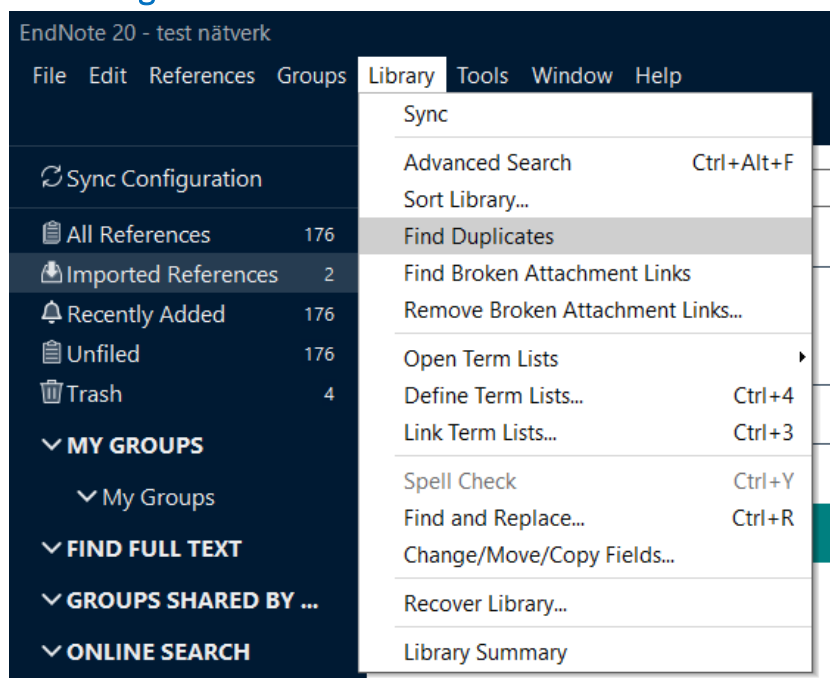 EndNote 20 - test nätverk
File Edit References Groups Library Tools Window Help
Sync Configuration
All References 176
Imported References 2
Recently Added 176
Unfiled 176
Trash 4
MY GROUPS
My Groups
FIND FULL TEXT
GROUPS SHARED BY ...
ONLINE SEARCH
Sync
Advanced Search Ctrl+Alt+F
Sort Library...
Find Duplicates
Find Broken Attachment Links
Remove Broken Attachment Links...
Open Term Lists
Define Term Lists... Ctrl+4
Link Term Lists... Ctrl+3
Spell Check Ctrl+Y
Find and Replace... Ctrl+R
Change/Move/Copy Fields...
Recover Library...
Library Summary